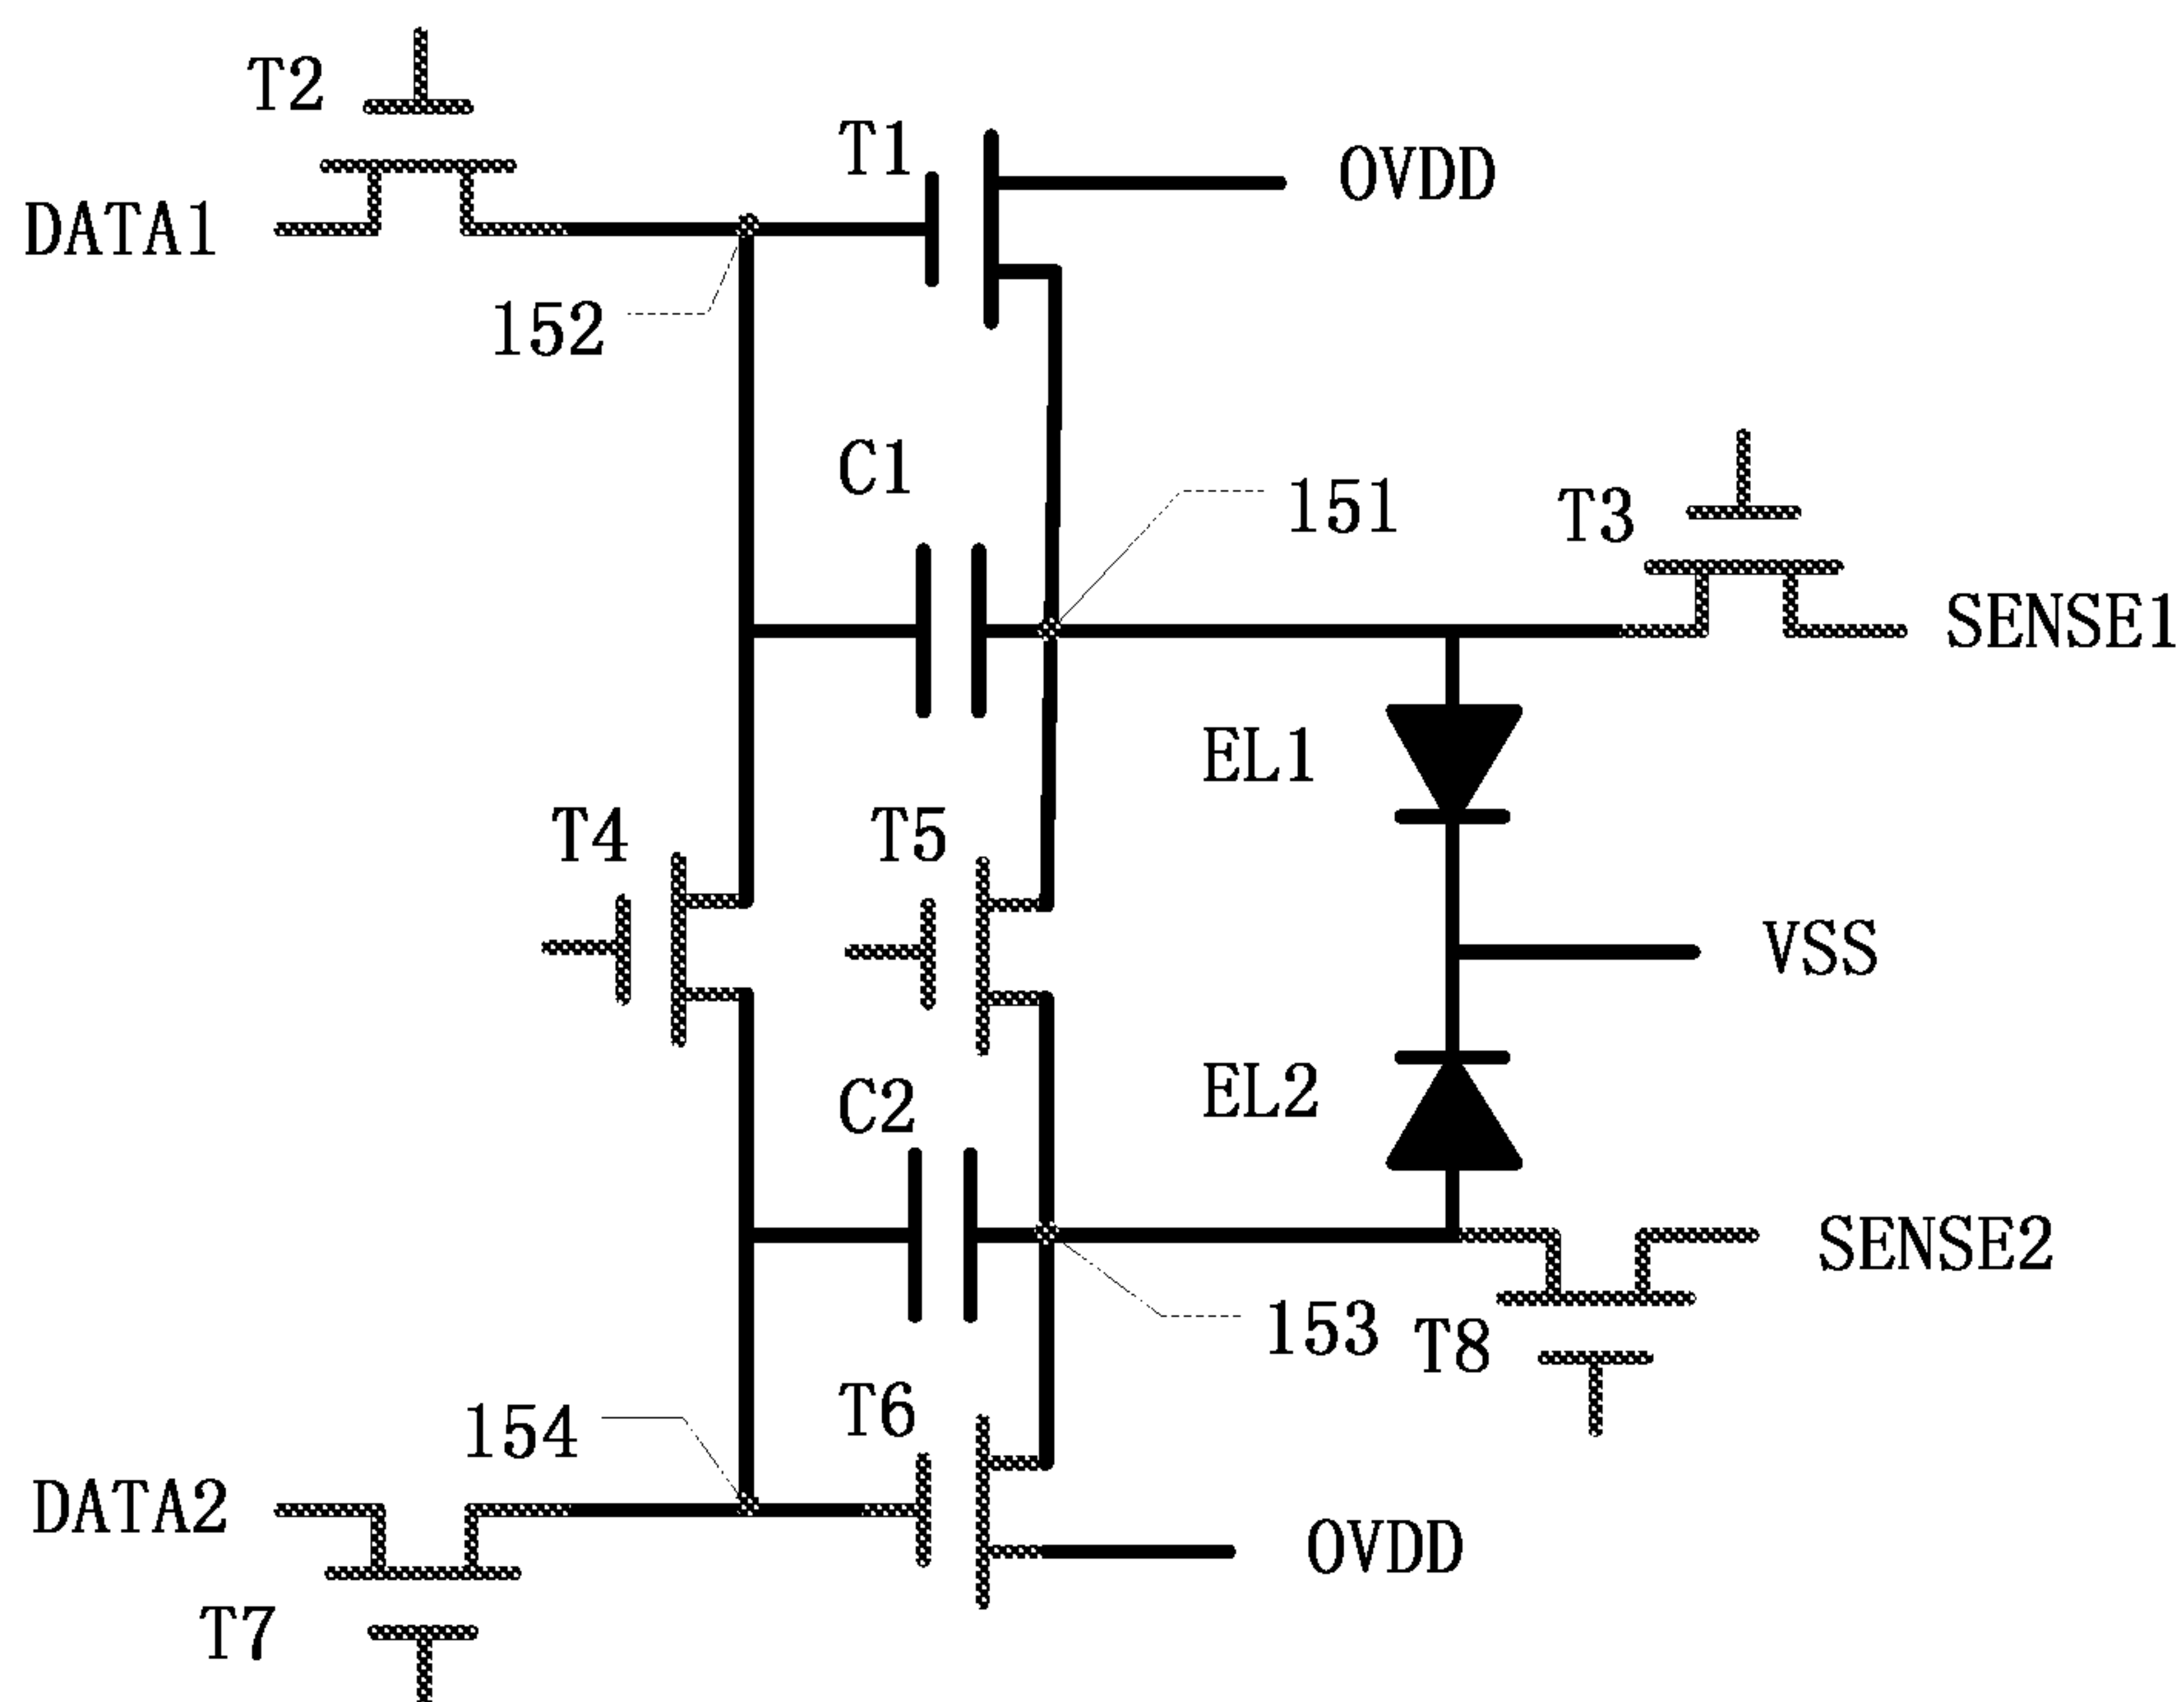 T2
T1
OVDD
DATA1
152
C1
151
T3
SENSE1
EL1
T4
T5
VSS
EL2
C2
SENSE2
153
T8
T6
154
DATA2
OVDD
T7